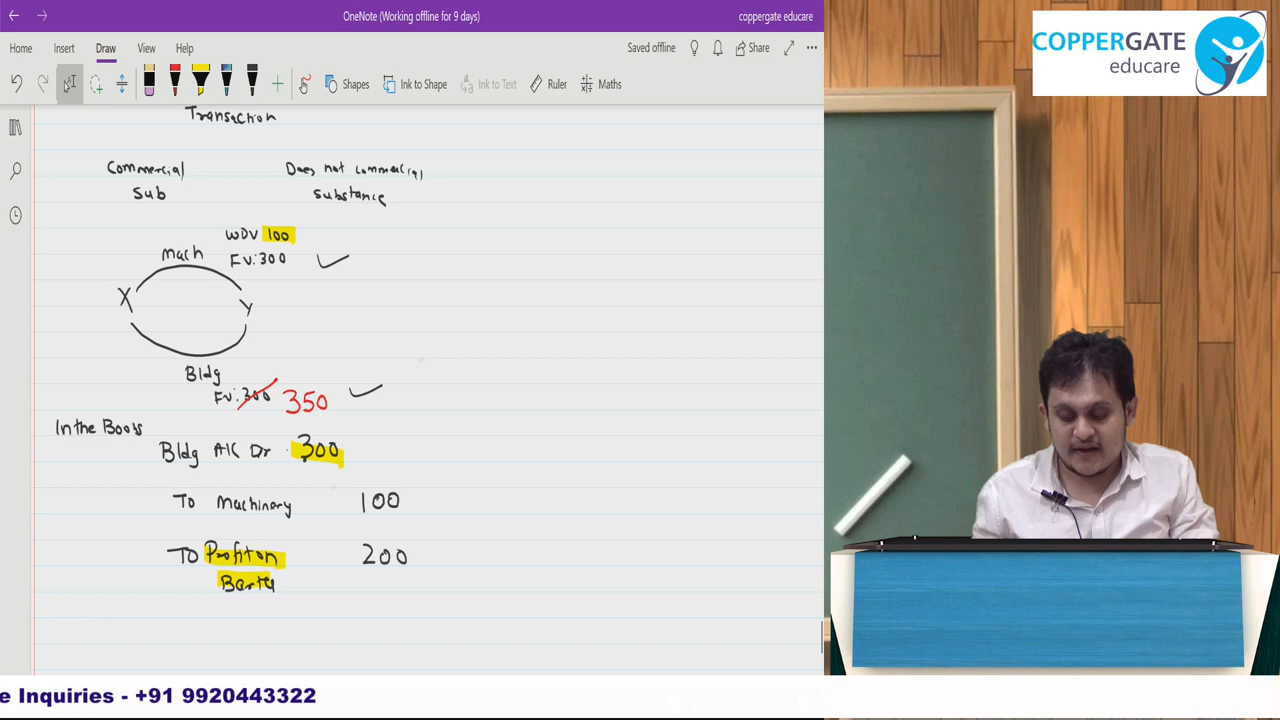 OneNote (Working offline for 9 days)
coppergate educare
Home Insert Draw View Help
Saved offline Share
Shapes Ink to Shape Ink to Text Ruler Maths
COPPERGATE
educare
Transaction
Commercial Does not commercial
Sub substance
WDV 100
Mach FV:300
X Y
Bldg
FV:300 350
In the Books
Bldg A/C Dr 300
To Machinary 100
To Profit on 200
Barter
e Inquiries - +91 9920443322